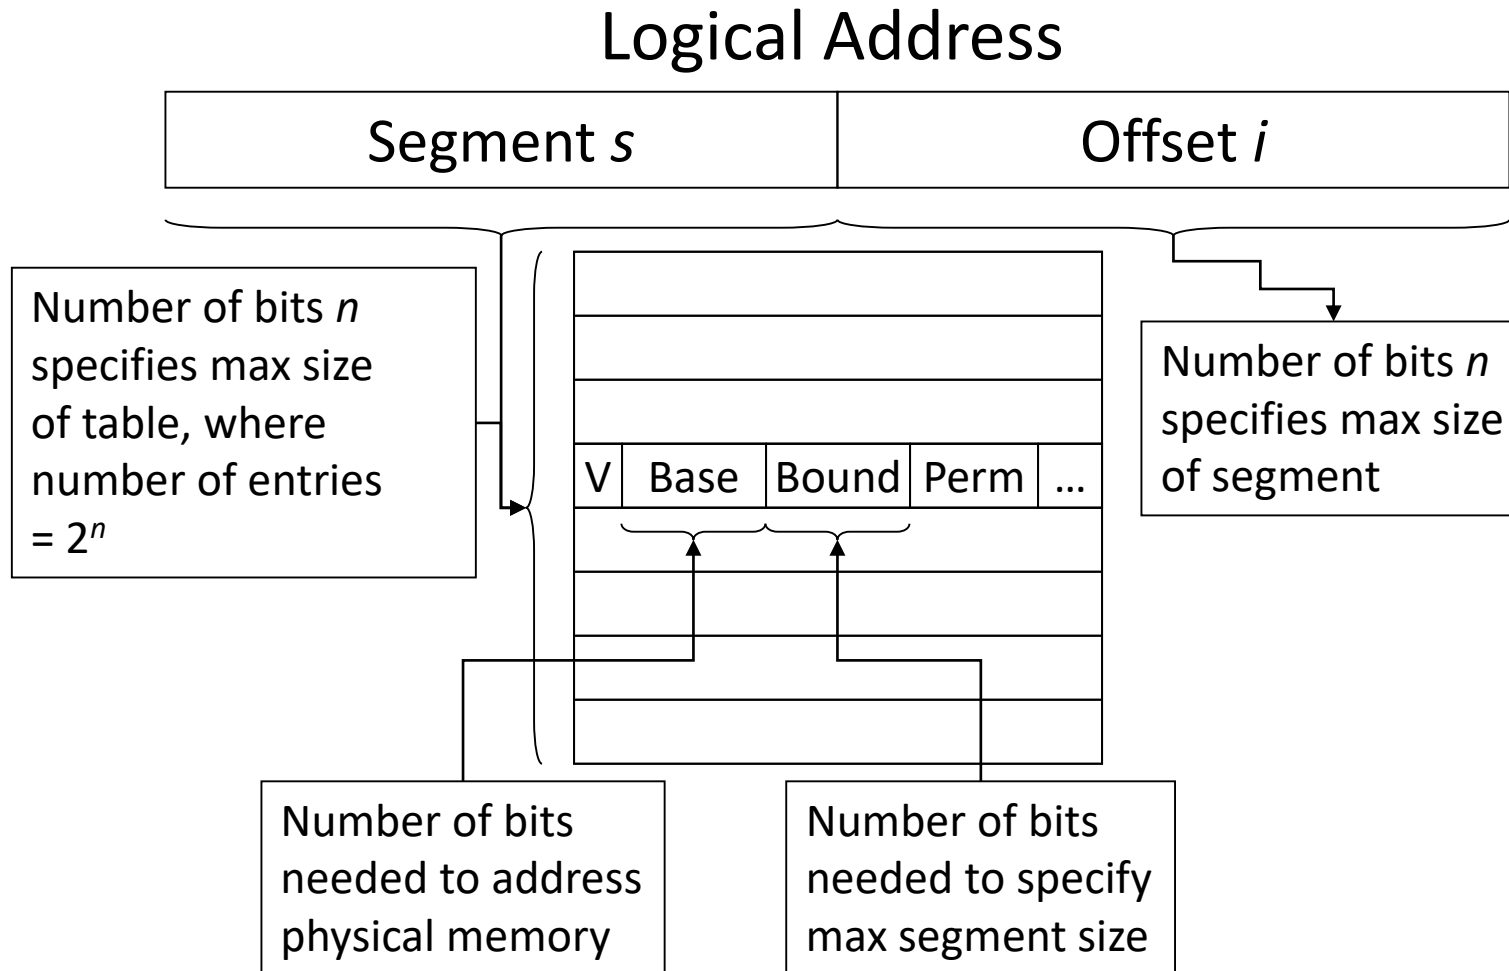 Logical Address
Segment s
Offset i
Number of bits n
specifies max size
of table, where
number of entries
= 2ⁿ
Number of bits n
specifies max size
of segment
V
Base
Bound
Perm
...
Number of bits
needed to address
physical memory
Number of bits
needed to specify
max segment size